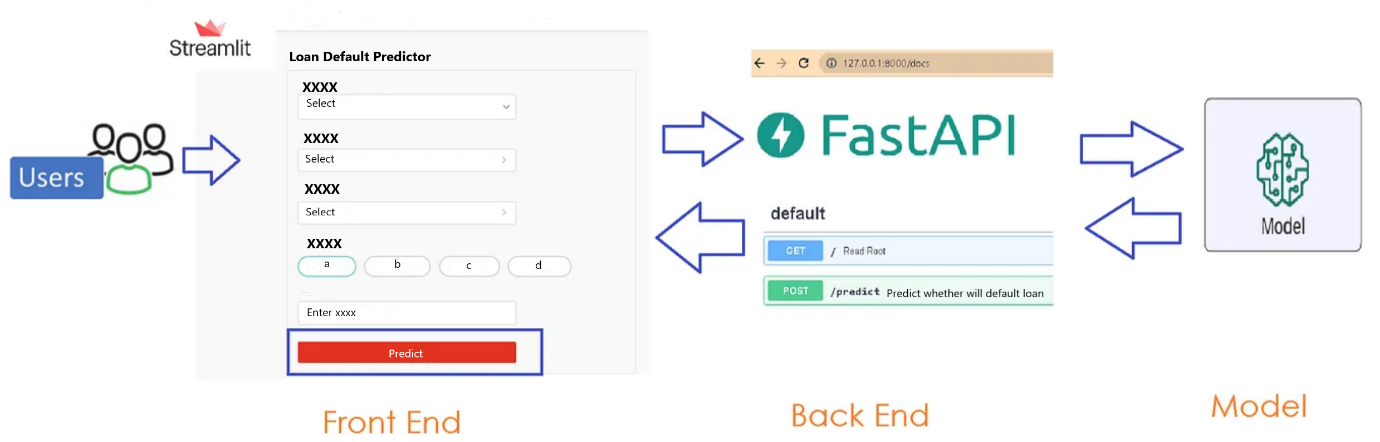 Streamlit
Loan Default Predictor
XXXX
Select
XXXX
Select
XXXX
Select
XXXX
a b c d
Enter xxxx
Predict
Users
Front End
127.0.0.1:8000/docs
FastAPI
default
GET / Read Root
POST /predict Predict whether will default loan
Back End
Model
Model